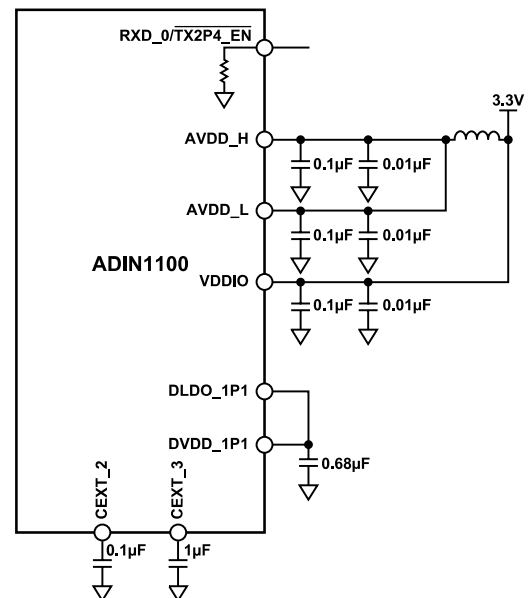 RXD_0/TX2P4_EN
3.3V
AVDD_H
0.1µF
0.01µF
AVDD_L
0.1µF
0.01µF
ADIN1100
VDDIO
0.1µF
0.01µF
DLDO_1P1
DVDD_1P1
0.68µF
CEXT_2
CEXT_3
0.1µF
1µF